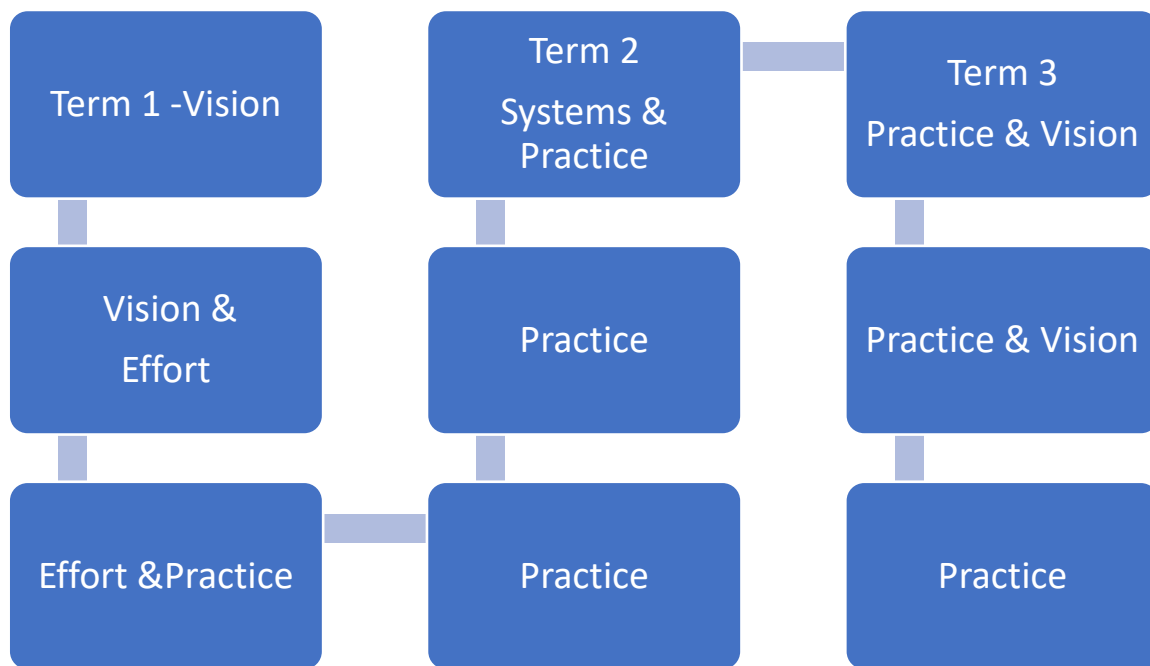 Term 1 -Vision
Vision &
Effort
Effort &Practice
Term 2
Systems &
Practice
Practice
Practice
Term 3
Practice & Vision
Practice & Vision
Practice